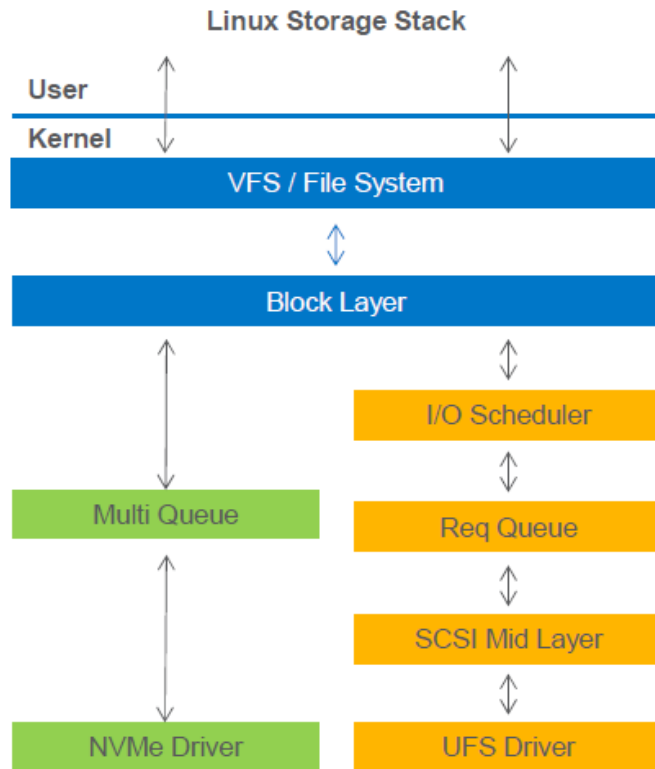 Linux Storage Stack
User
Kernel
VFS / File System
Block Layer
I/O Scheduler
Multi Queue
Req Queue
SCSI Mid Layer
NVMe Driver
UFS Driver